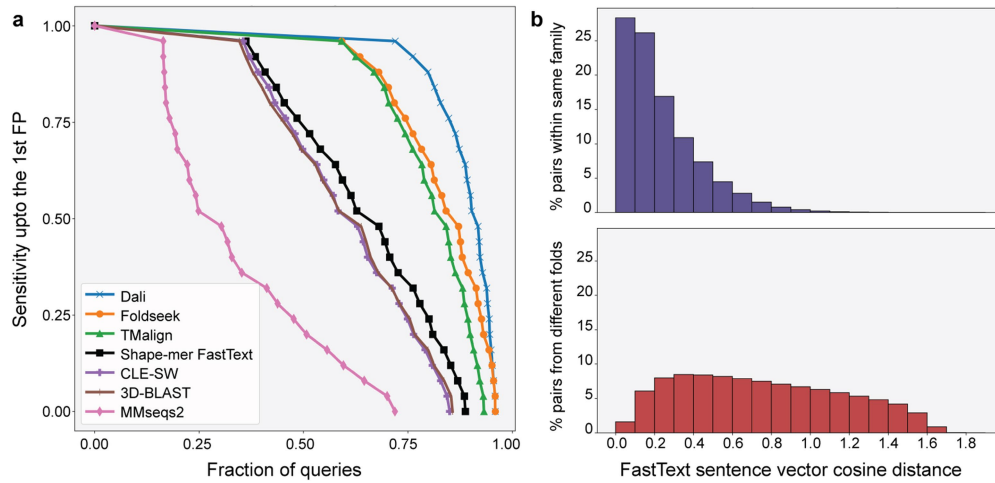 a
1.00
0.75
0.50
0.25
0.00
Sensitivity upto the 1st FP
Dali
Foldseek
TMalign
Shape-mer FastText
CLE-SW
3D-BLAST
MMseqs2
0.00 0.25 0.50 0.75 1.00
Fraction of queries
b
25
20
15
10
5
0
% pairs within same family
25
20
15
10
5
0
% pairs from different folds
0.0 0.2 0.4 0.6 0.8 1.0 1.2 1.4 1.6 1.8
FastText sentence vector cosine distance